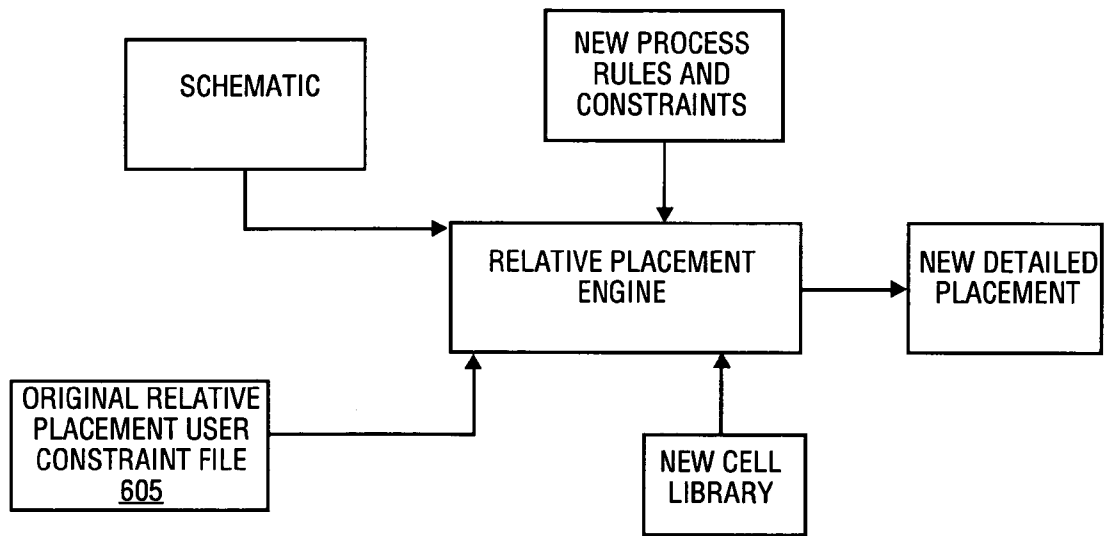 SCHEMATIC
NEW PROCESS
RULES AND
CONSTRAINTS
RELATIVE PLACEMENT
ENGINE
NEW DETAILED
PLACEMENT
ORIGINAL RELATIVE
PLACEMENT USER
CONSTRAINT FILE
605
NEW CELL
LIBRARY